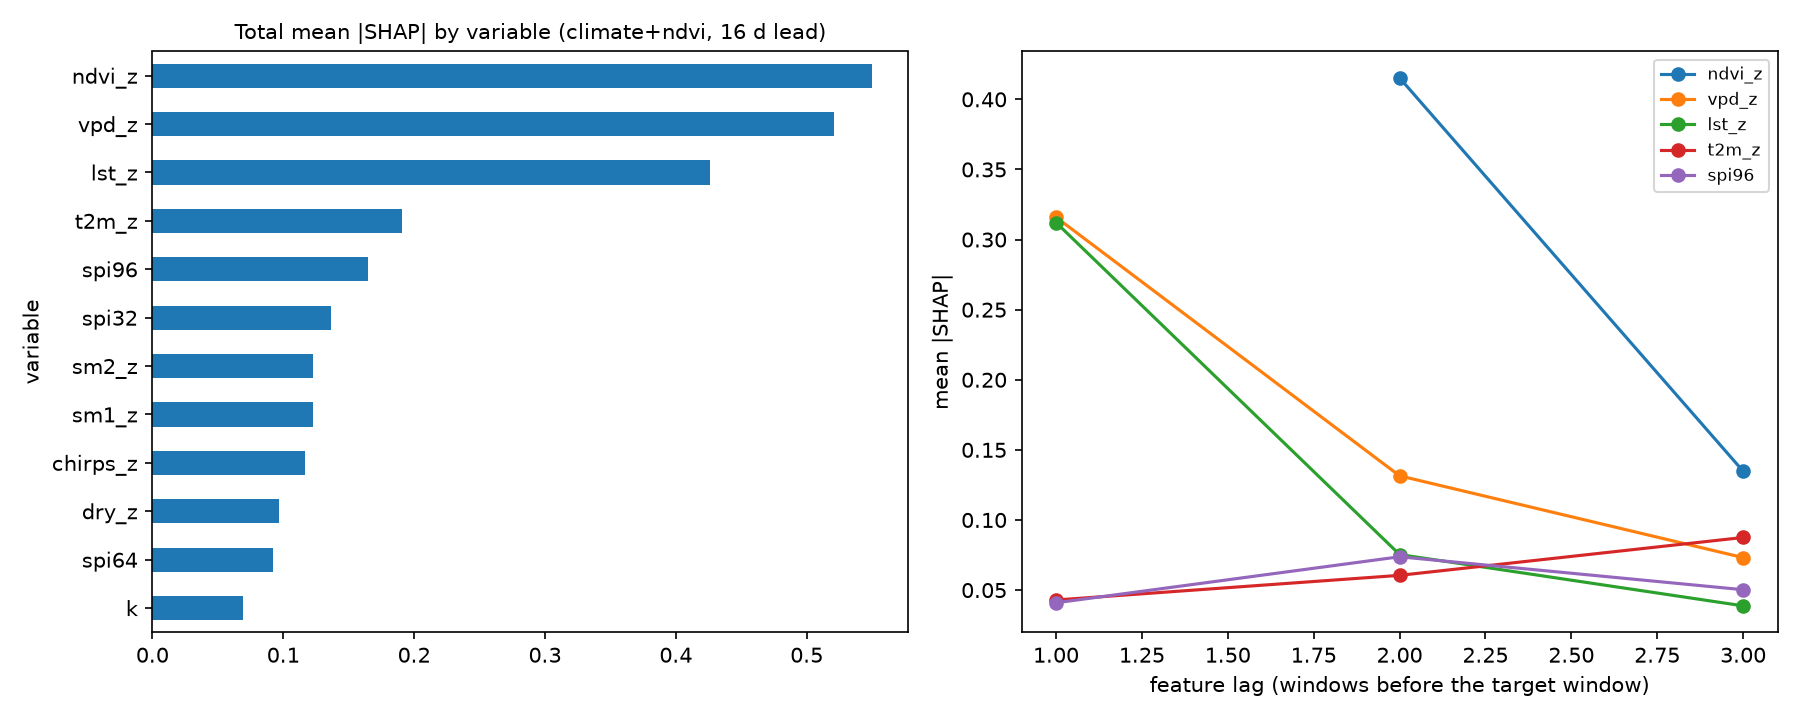 Total mean |SHAP| by variable (climate+ndvi, 16 d lead)
variable
ndvi_z
vpd_z
lst_z
t2m_z
spi96
spi32
sm2_z
sm1_z
chirps_z
dry_z
spi64
k
0.0 0.1 0.2 0.3 0.4 0.5
mean |SHAP|
0.40
0.35
0.30
0.25
0.20
0.15
0.10
0.05
ndvi_z
vpd_z
lst_z
t2m_z
spi96
1.00 1.25 1.50 1.75 2.00 2.25 2.50 2.75 3.00
feature lag (windows before the target window)